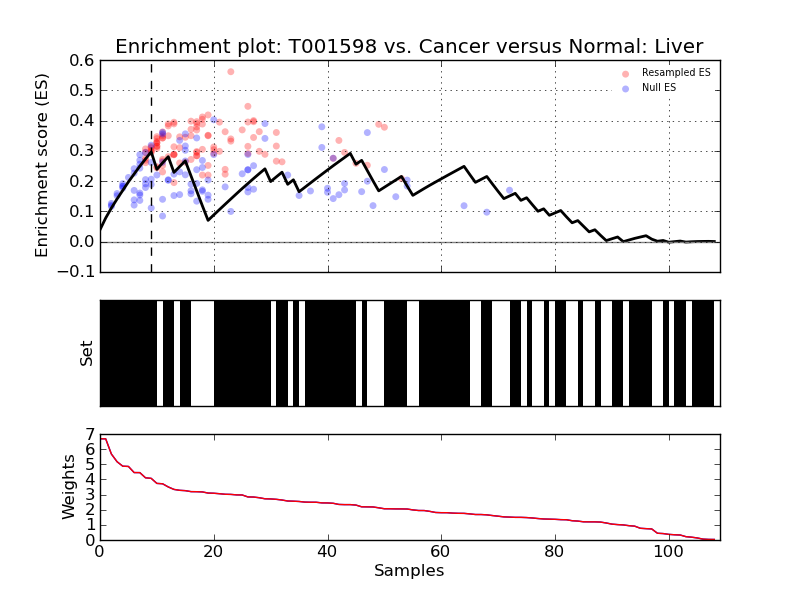 Enrichment plot: T001598 vs. Cancer versus Normal: Liver
Enrichment score (ES)
0.6
0.5
0.4
0.3
0.2
0.1
0.0
−0.1
Resampled ES
Null ES
Set
Weights
7
6
5
4
3
2
1
0
0 20 40 60 80 100
Samples